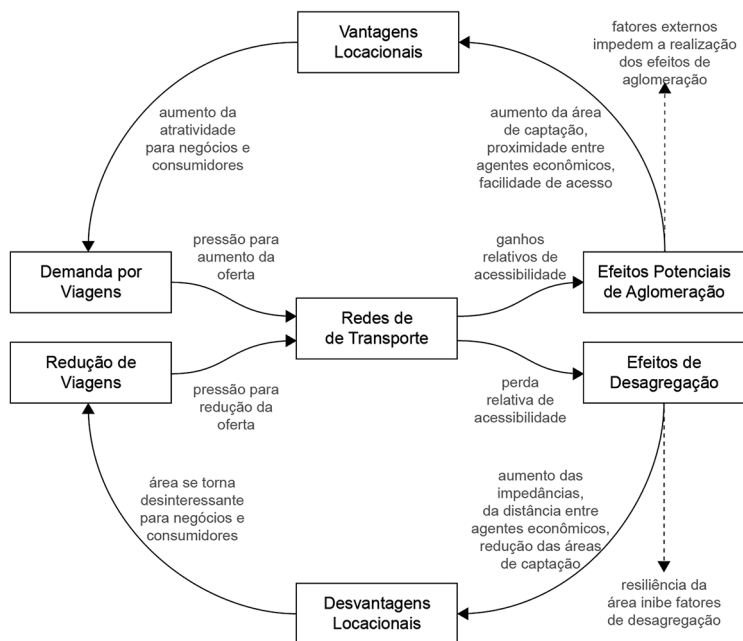 Vantagens
Locacionais
fatores externos
impedem a realização
dos efeitos de
aglomeração
aumento da
atratividade
para negócios e
consumidores
aumento da área
de captação,
proximidade entre
agentes econômicos,
facilidade de acesso
pressão para
aumento da
oferta
ganhos
relativos de
acessibilidade
Demanda por
Viagens
Efeitos Potenciais
de Aglomeração
Redes de
de Transporte
Redução de
Viagens
Efeitos de
Desagregação
pressão para
redução da
oferta
perda
relativa de
acessibilidade
área se torna
desinteressante
para negócios e
consumidores
aumento das
impedâncias,
da distância entre
agentes econômicos,
redução das áreas
de captação
Desvantagens
Locacionais
resiliência da
área inibe fatores
de desagregação